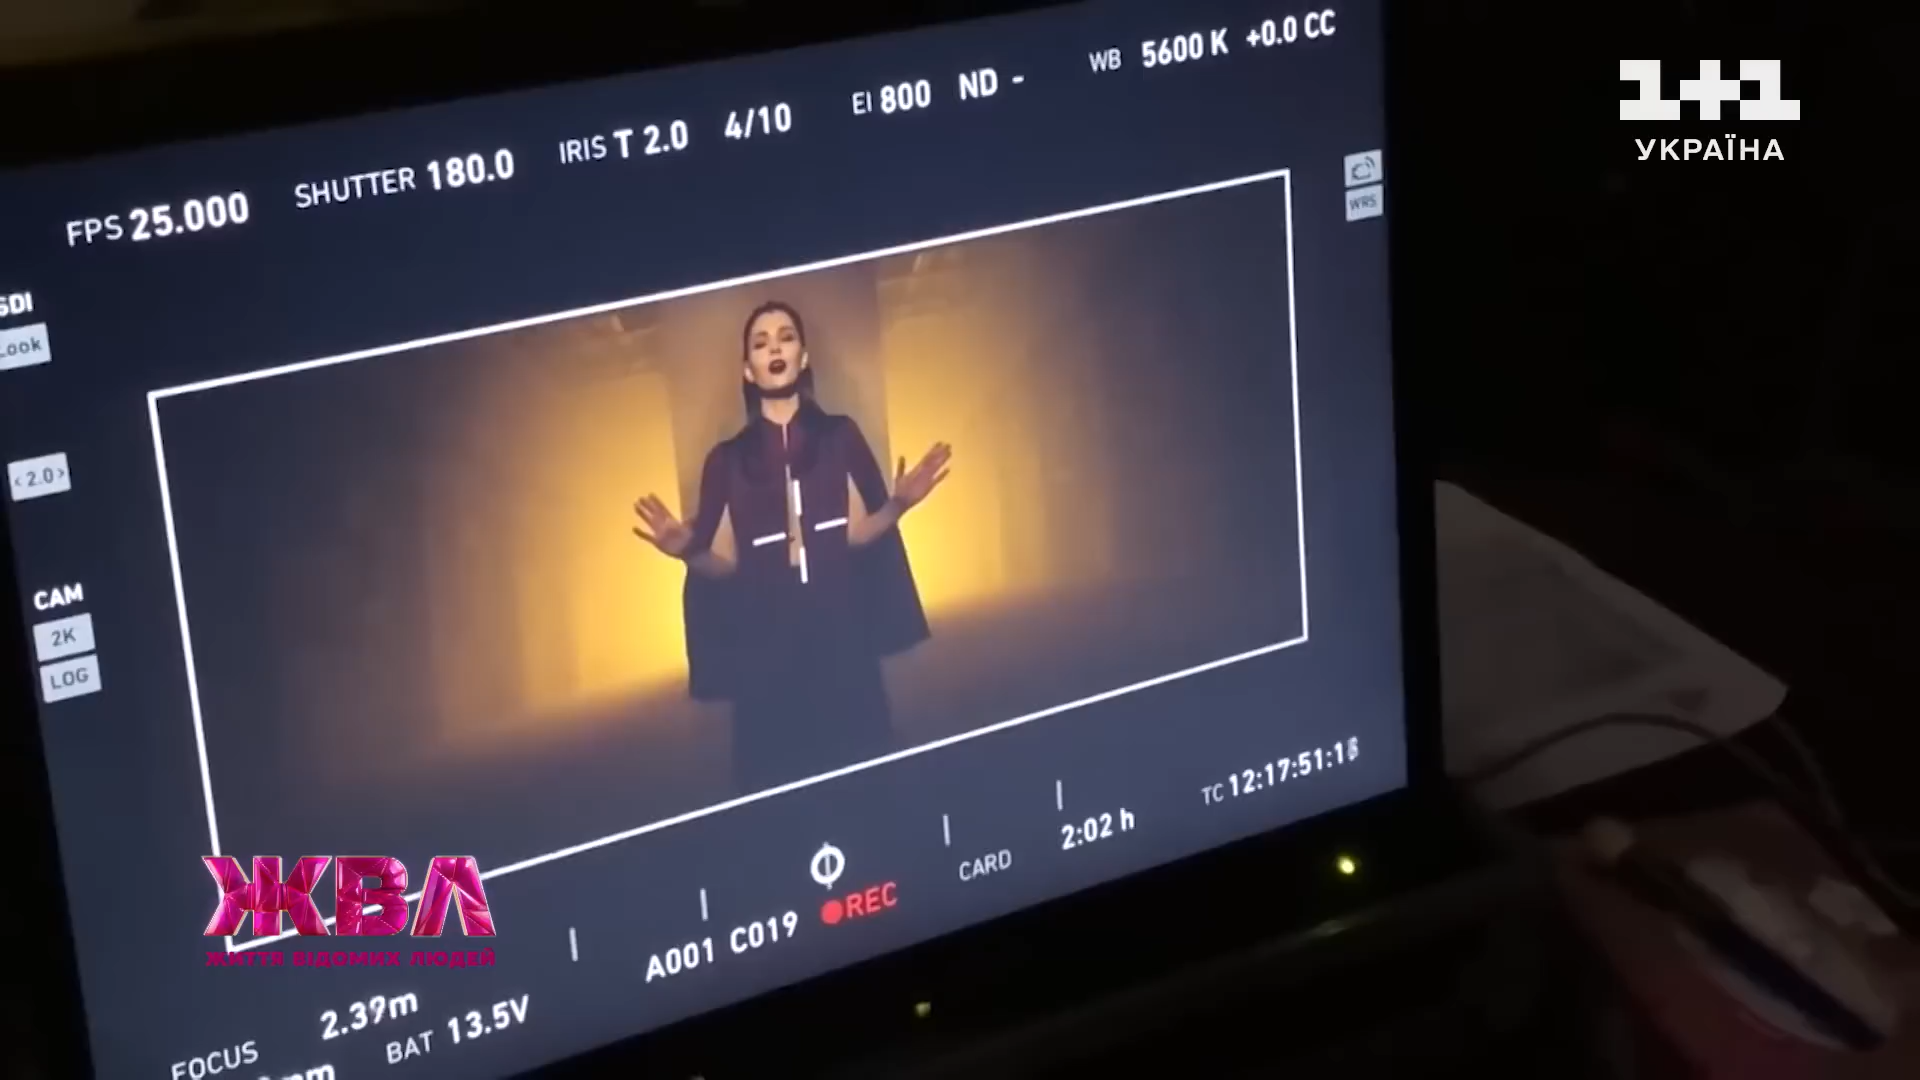 1+1
УКРАЇНА
FPS 25.000 SHUTTER 180.0 IRIS T 2.0 4/10 EI 800 ND - WB 5600 K +0.0 CC
WRS
SDI
Look
<2.0>
CAM
2K
LOG
ЖВЛ
ЖИТТЯ ВІДОМИХ ЛЮДЕЙ
A001 C019 REC CARD 2:02 h TC 12:17:51:18
FOCUS 2.39m BAT 13.5V